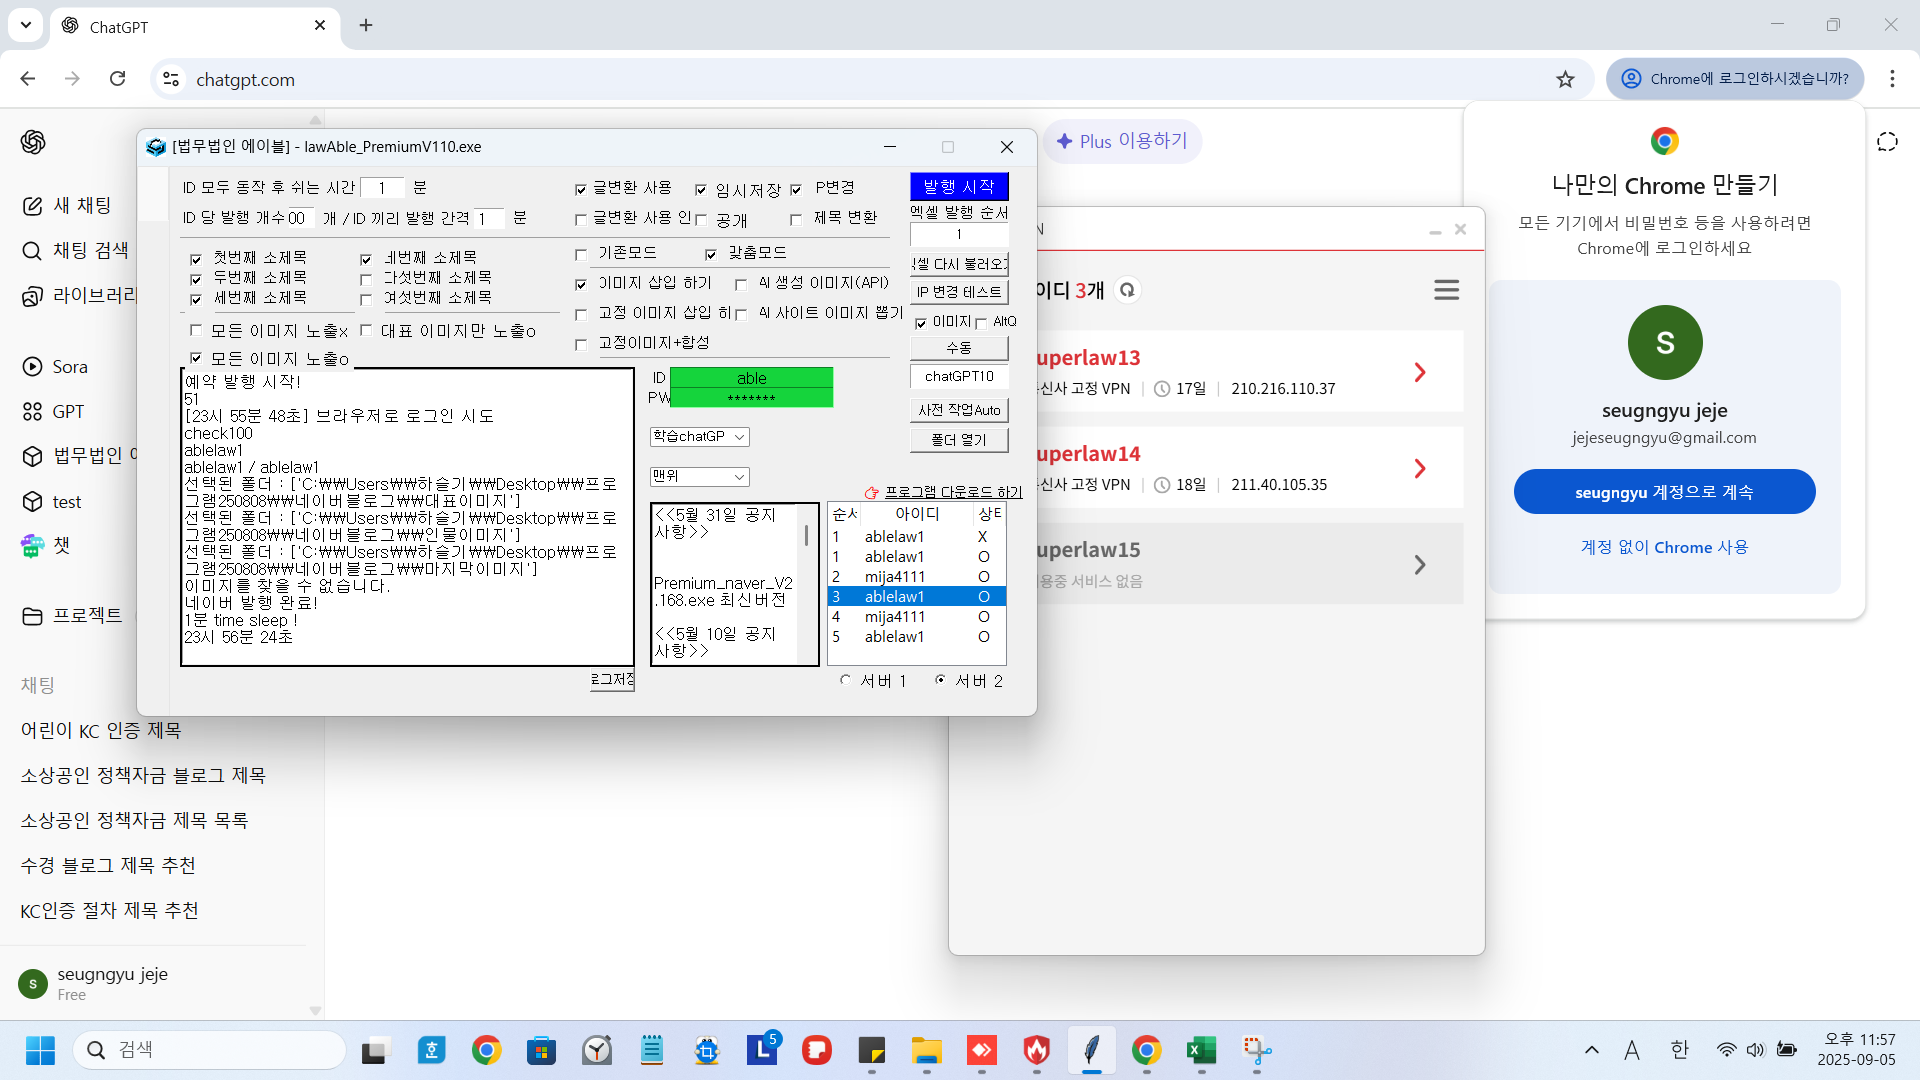 ChatGPT
chatgpt.com
Chrome에 로그인하시겠습니까?
새 채팅
채팅 검색
라이브러리
Sora
GPT
법무법인
test
챗
프로젝트
채팅
어린이 KC 인증 제목
소상공인 정책자금 블로그 제목
소상공인 정책자금 제목 목록
수경 블로그 제목 추천
KC인증 절차 제목 추천
S
seugngyu jeje
Free
[법무법인 에이블] - lawAble_PremiumV110.exe
ID 모두 동작 후 쉬는 시간 1 분
ID 당 발행 개수 00 개 / ID 끼리 발행 간격 1 분
글변환 사용 임시저장 P변경
글변환 사용 인 공개 제목 변환
첫번째 소제목 네번째 소제목
두번째 소제목 다섯번째 소제목
세번째 소제목 여섯번째 소제목
모든 이미지 노출x 대표 이미지만 노출o
모든 이미지 노출o
기존모드 맞춤모드
이미지 삽입 하기 AI 생성 이미지(API)
고정 이미지 삽입 하 AI 사이트 이미지 뽑기
고정이미지+합성
발행 시작
엑셀 발행 순서
1
엑셀 다시 불러오기
IP 변경 테스트
이미지 AltQ
수동
chatGPT10
사전 작업Auto
폴더 열기
예약 발행 시작!
51
[23시 55분 48초] 브라우저로 로그인 시도
check100
ablelaw1
ablelaw1 / ablelaw1
선택된 폴더 : ['C:₩₩Users₩₩하슬기₩₩Desktop₩₩프로
그램250808₩₩네이버블로그₩₩대표이미지']
선택된 폴더 : ['C:₩₩Users₩₩하슬기₩₩Desktop₩₩프로
그램250808₩₩네이버블로그₩₩인물이미지']
선택된 폴더 : ['C:₩₩Users₩₩하슬기₩₩Desktop₩₩프로
그램250808₩₩네이버블로그₩₩마지막이미지']
이미지를 찾을 수 없습니다.
네이버 발행 완료!
1분 time sleep !
23시 56분 24초
로그저장
ID able
PW *******
학습chatGP
맨위
프로그램 다운로드 하기
<<5월 31일 공지
사항>>
Premium_naver_V2
.168.exe 최신버전
<<5월 10일 공지
사항>>
순서 아이디 상태
1 ablelaw1 X
1 ablelaw1 O
2 mija4111 O
3 ablelaw1 O
4 mija4111 O
5 ablelaw1 O
서버 1 서버 2
Plus 이용하기
N
이디 3개
uperlaw13
신사 고정 VPN | 17일 | 210.216.110.37
uperlaw14
신사 고정 VPN | 18일 | 211.40.105.35
uperlaw15
용중 서비스 없음
나만의 Chrome 만들기
모든 기기에서 비밀번호 등을 사용하려면
Chrome에 로그인하세요
S
seugngyu jeje
jejeseugngyu@gmail.com
seugngyu 계정으로 계속
계정 없이 Chrome 사용
검색
호
L
5
A
한
오후 11:57
2025-09-05